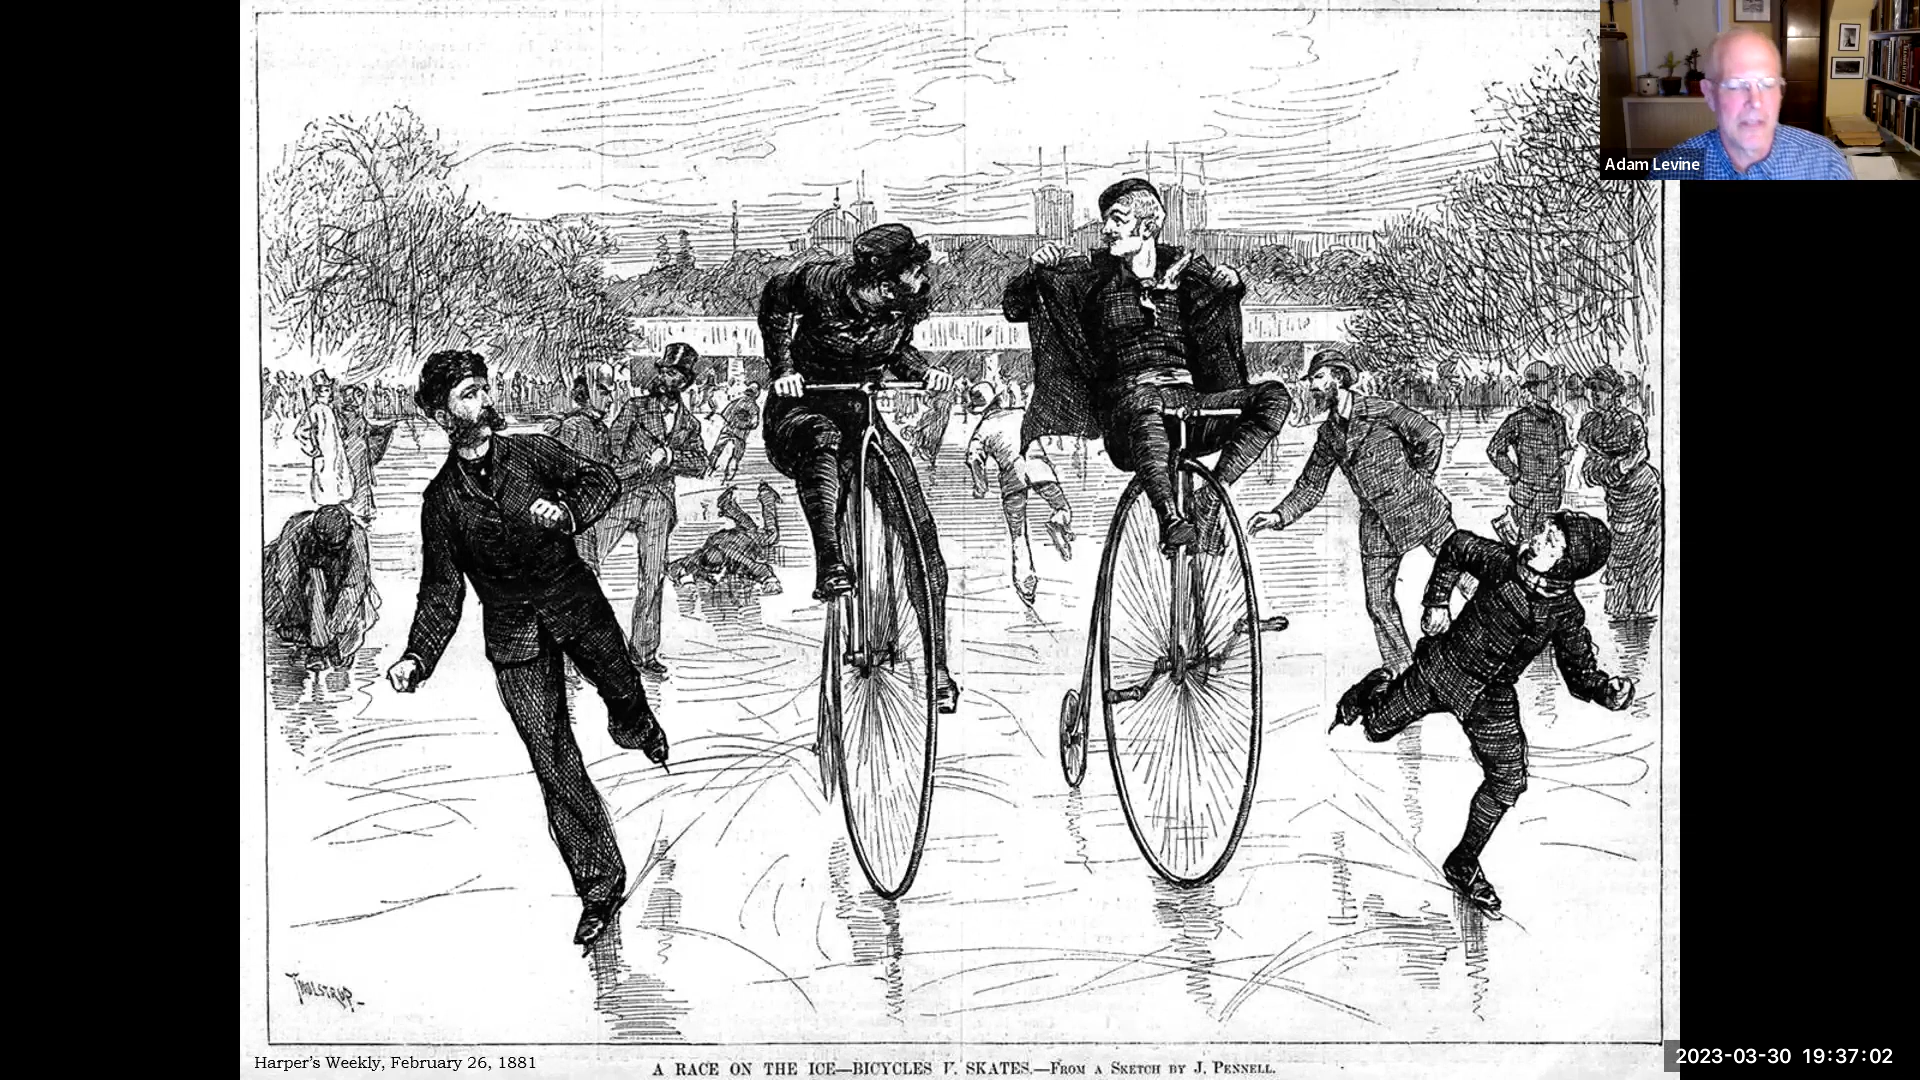 Adam Levine
Thulstrup
Harper's Weekly, February 26, 1881
A RACE ON THE ICE—BICYCLES V. SKATES.—From a Sketch by J. Pennell.
2023-03-30 19:37:02